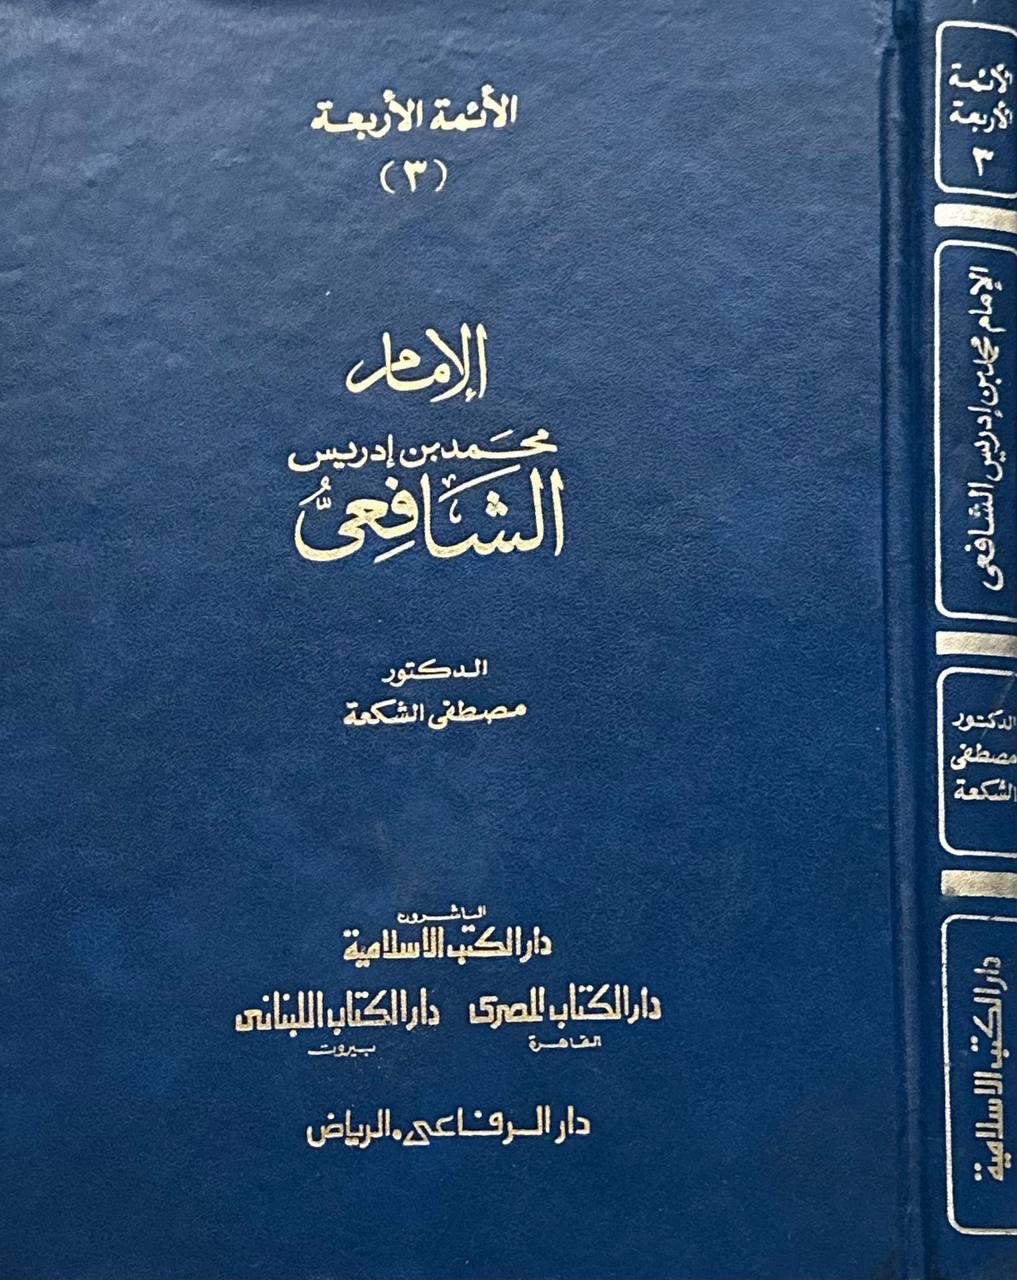 الأئمة الأربعة
(٣)
الإمام
محمد بن إدريس
الشافعىُّ
الدكتور
مصطفى الشكعة
الناشرون
دار الكتب الاسلامية
دار الكتاب المصرى دار الكتاب اللبنانى
القاهرة بيروت
دار الرفاعى . الرياض
الأئمة
الأربعة
٣
الإمام محمد بن إدريس الشافعى
الدكتور
مصطفى
الشكعة
دار الكتب الاسلامية